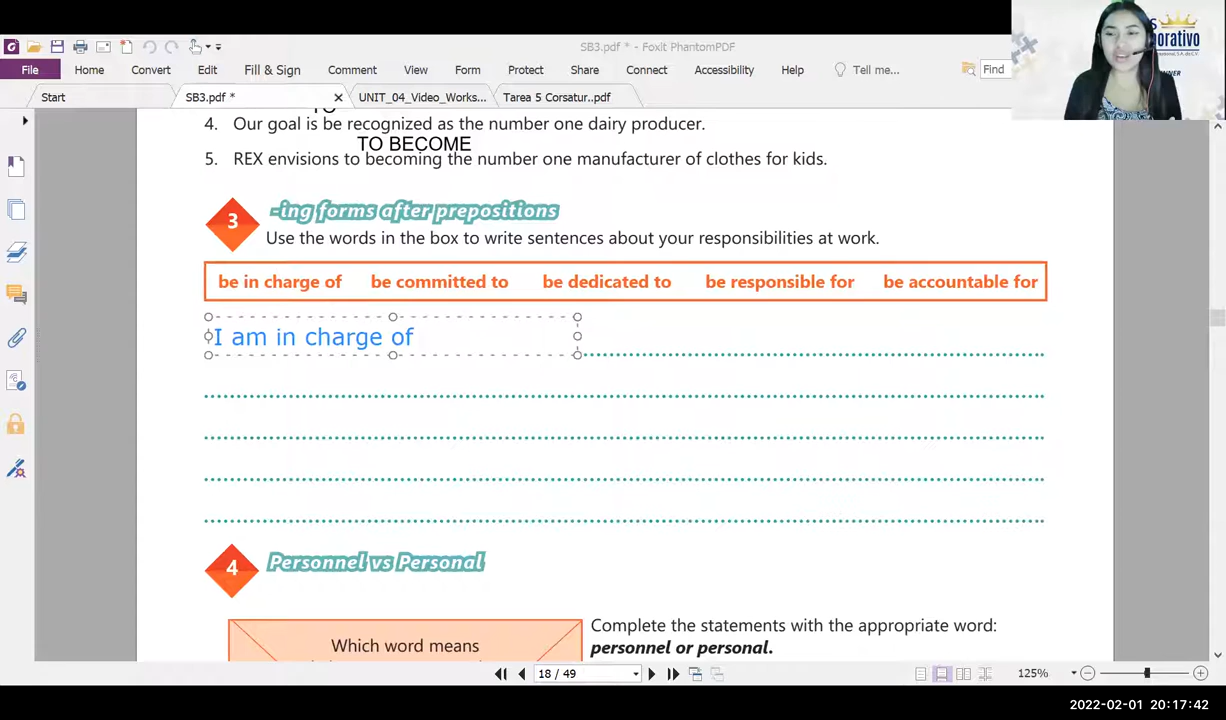 SB3.pdf * - Foxit PhantomPDF
File Home Convert Edit Fill & Sign Comment View Form Protect Share Connect Accessibility Help Tell me... Find
Start SB3.pdf * UNIT_04_Video_Works... Tarea 5 Corsatur..pdf
4. Our goal is be recognized as the number one dairy producer.
TO BECOME
5. REX envisions to becoming the number one manufacturer of clothes for kids.
3 -ing forms after prepositions
Use the words in the box to write sentences about your responsibilities at work.
be in charge of be committed to be dedicated to be responsible for be accountable for
I am in charge of
4 Personnel vs Personal
Which word means
Complete the statements with the appropriate word:
personnel or personal.
18 / 49 125%
2022-02-01 20:17:42